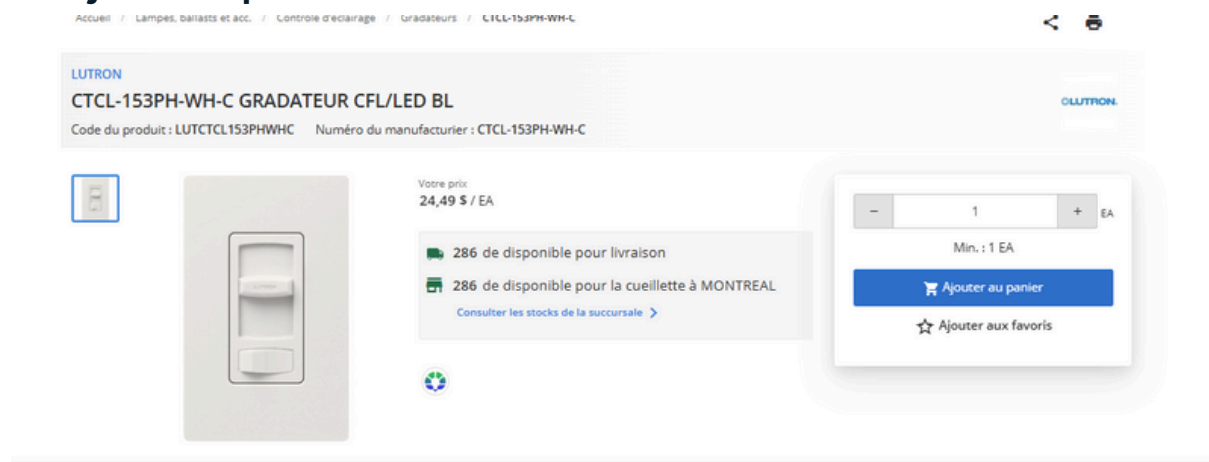 Accueil / Lampes, ballasts et acc. / Contrôle d'éclairage / Gradateurs / CTCL-153PH-WH-C
LUTRON
CTCL-153PH-WH-C GRADATEUR CFL/LED BL
LUTRON.
Code du produit : LUTCTCL153PHWHC Numéro du manufacturier : CTCL-153PH-WH-C
Votre prix
24,49 $ / EA
- 1 + EA
Min. : 1 EA
286 de disponible pour livraison
286 de disponible pour la cueillette à MONTREAL
Consulter les stocks de la succursale >
Ajouter au panier
Ajouter aux favoris